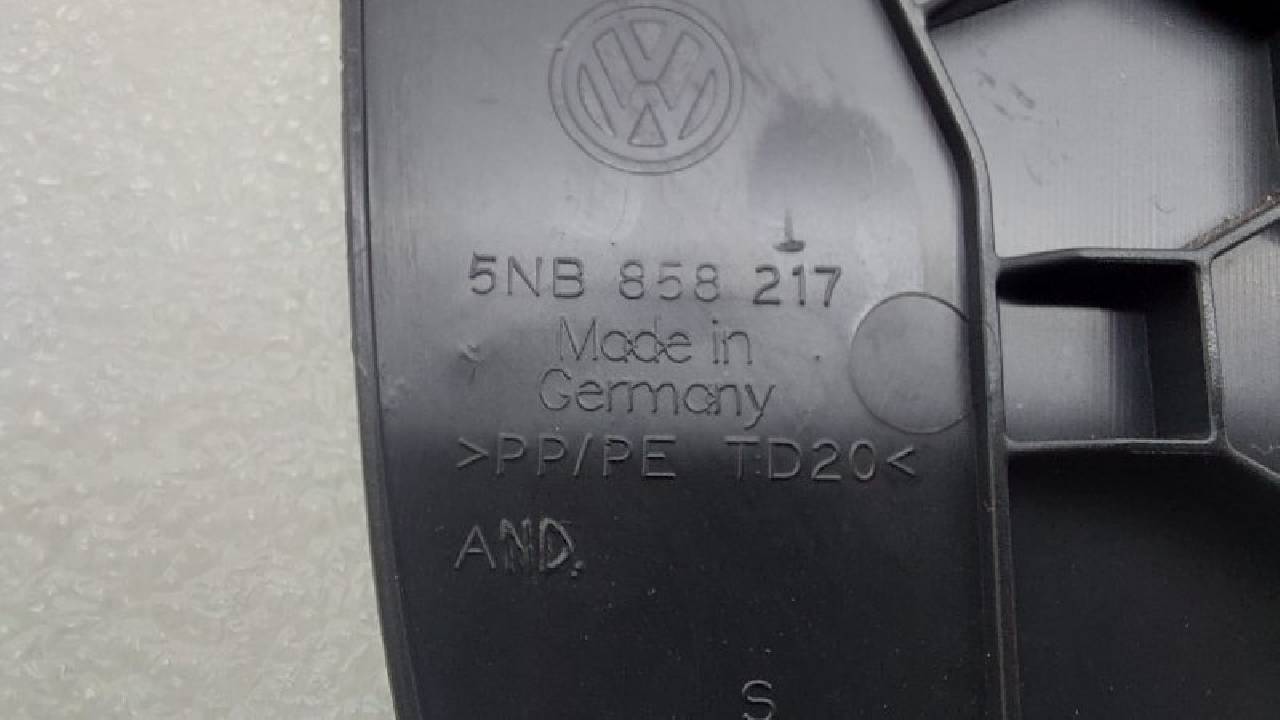 5NB 858 217
Made in
Germany
>PP/PE TD20<
AND.
S